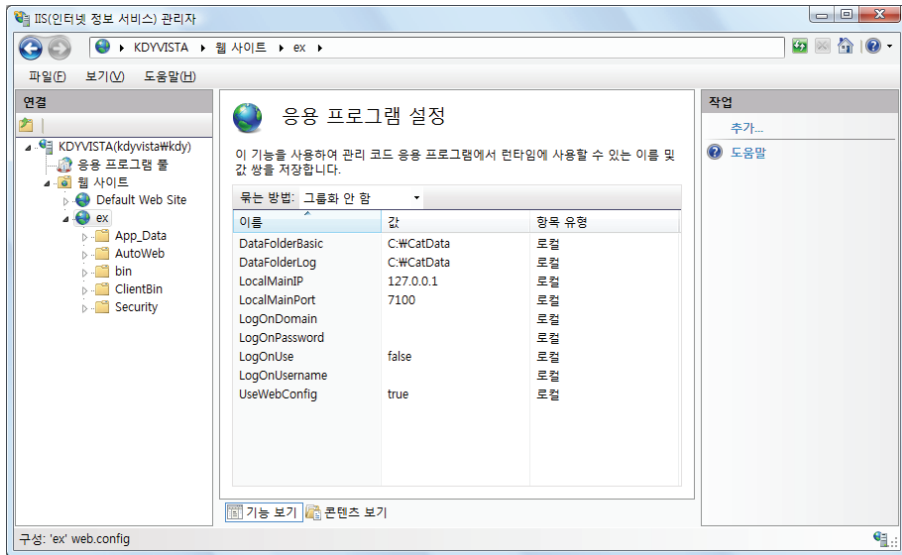 IIS(인터넷 정보 서비스) 관리자
KDYVISTA ▸ 웹 사이트 ▸ ex ▸
파일(F) 보기(V) 도움말(H)
연결
KDYVISTA(kdyvista₩kdy)
응용 프로그램 풀
웹 사이트
Default Web Site
ex
App_Data
AutoWeb
bin
ClientBin
Security
응용 프로그램 설정
이 기능을 사용하여 관리 코드 응용 프로그램에서 런타임에 사용할 수 있는 이름 및
값 쌍을 저장합니다.
묶는 방법: 그룹화 안 함
이름 값 항목 유형
DataFolderBasic C:₩CatData 로컬
DataFolderLog C:₩CatData 로컬
LocalMainIP 127.0.0.1 로컬
LocalMainPort 7100 로컬
LogOnDomain 로컬
LogOnPassword 로컬
LogOnUse false 로컬
LogOnUsername 로컬
UseWebConfig true 로컬
기능 보기 콘텐츠 보기
작업
추가...
도움말
구성: 'ex' web.config